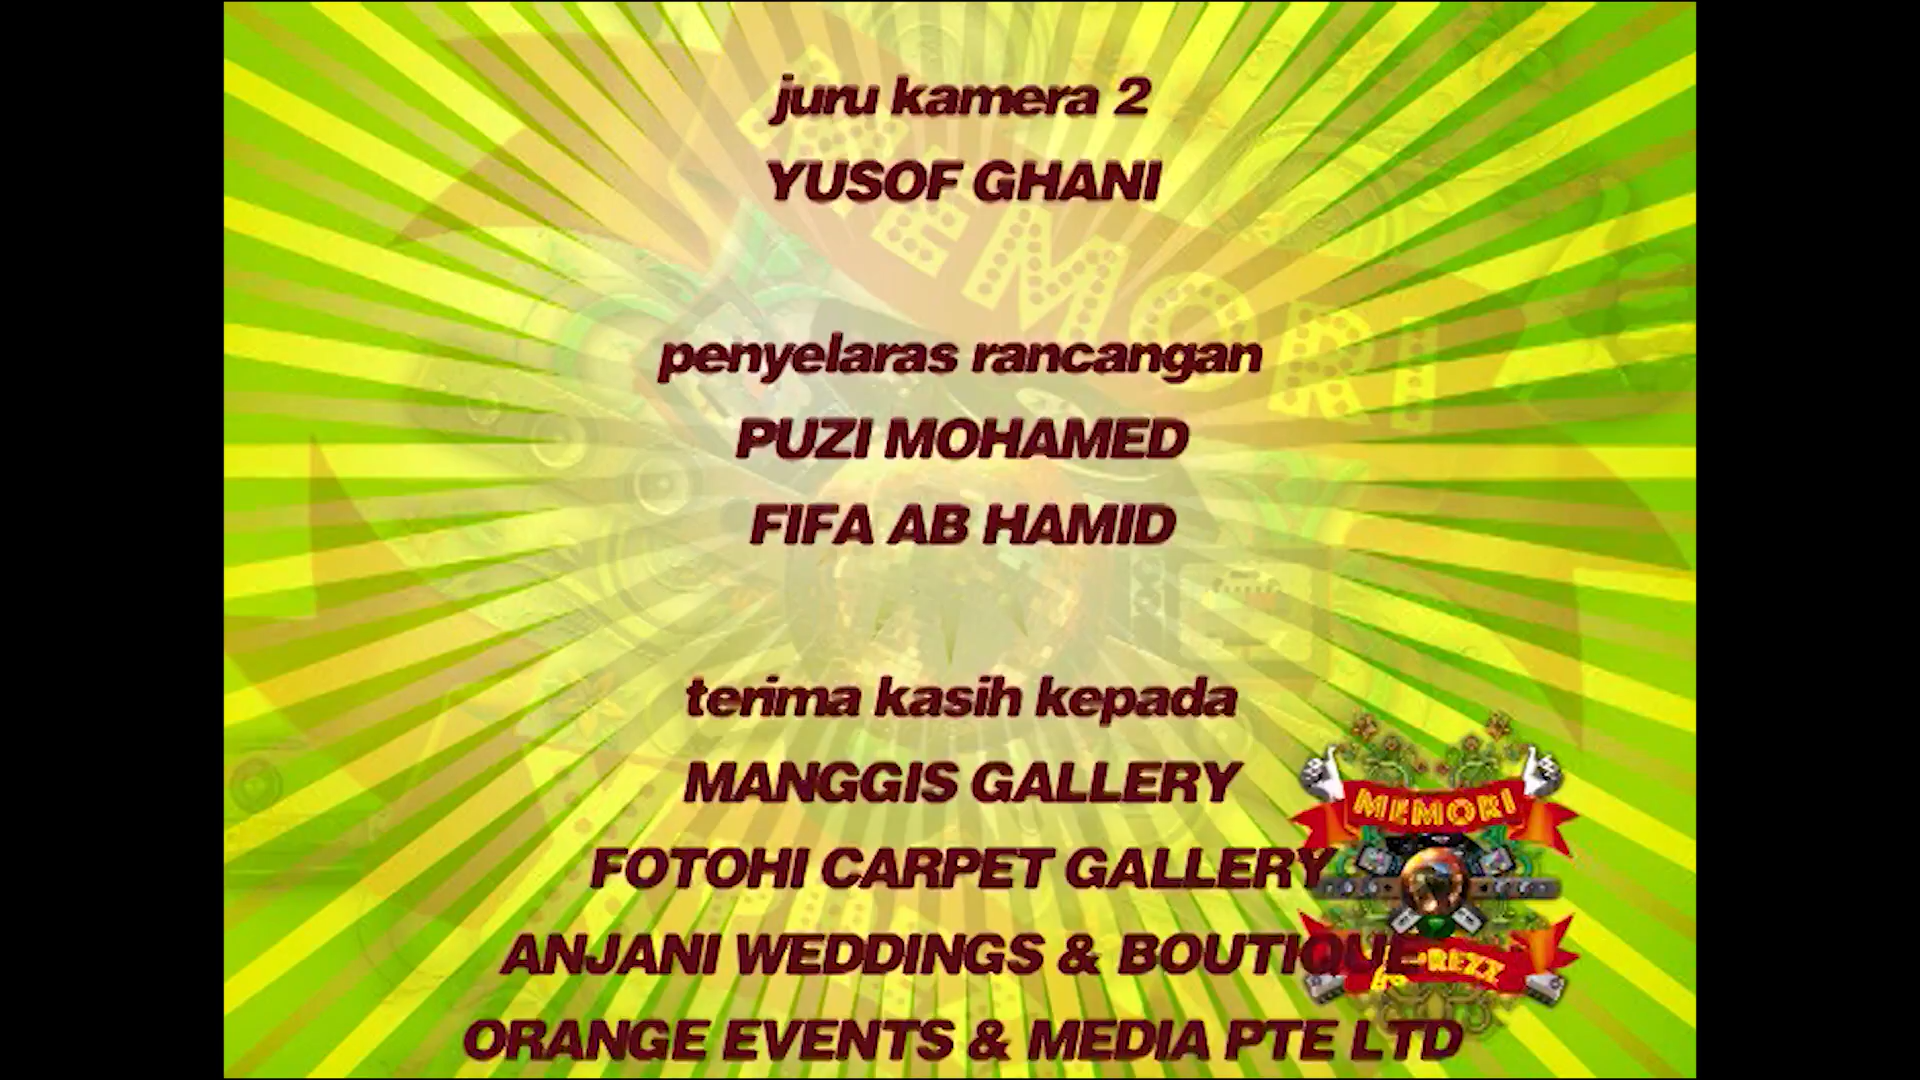 juru kamera 2
YUSOF GHANI
penyelaras rancangan
PUZI MOHAMED
FIFA AB HAMID
terima kasih kepada
MANGGIS GALLERY
FOTOHI CARPET GALLERY
ANJANI WEDDINGS & BOUTIQUE
ORANGE EVENTS & MEDIA PTE LTD
MEMORI
MEMORI